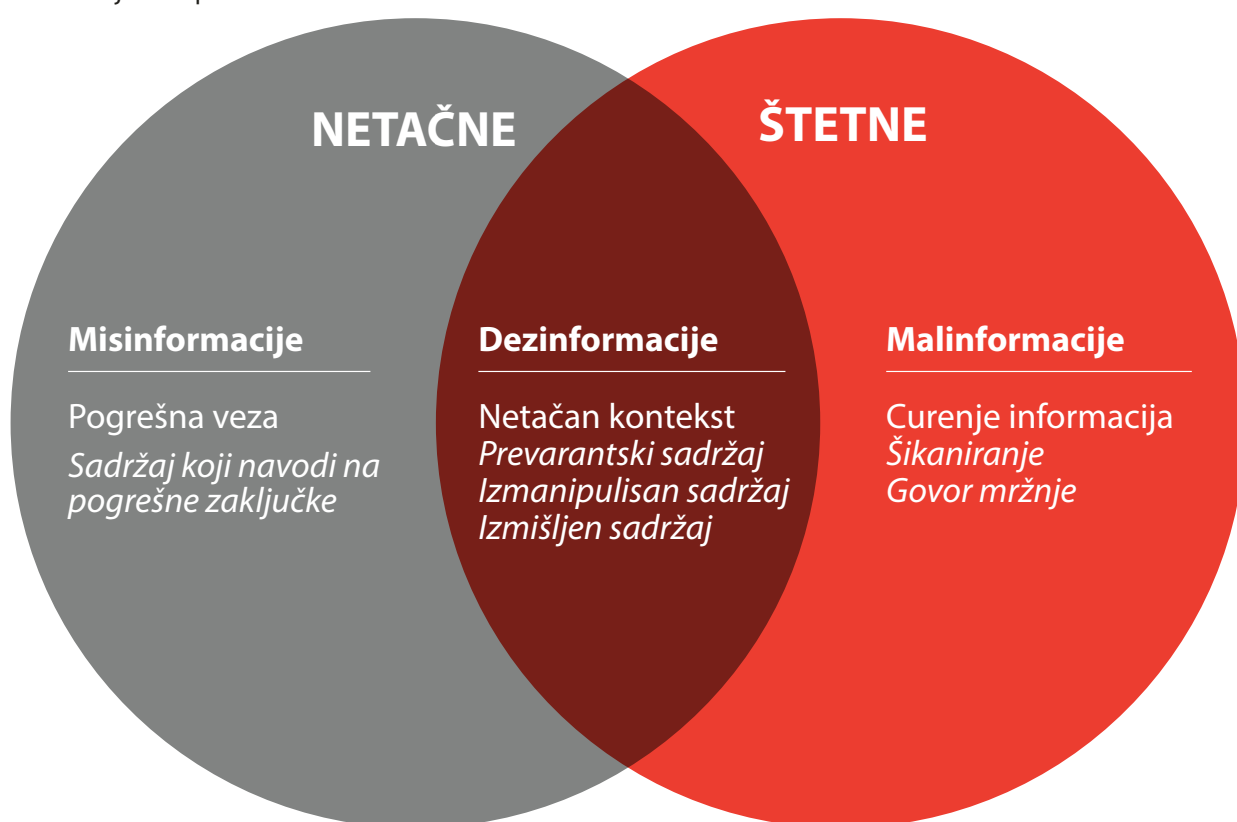 NETAČNE
ŠTETNE
Misinformacije
Pogrešna veza
Sadržaj koji navodi na
pogrešne zaključke
Dezinformacije
Netačan kontekst
Prevarantski sadržaj
Izmanipulisan sadržaj
Izmišljen sadržaj
Malinformacije
Curenje informacija
Šikaniranje
Govor mržnje